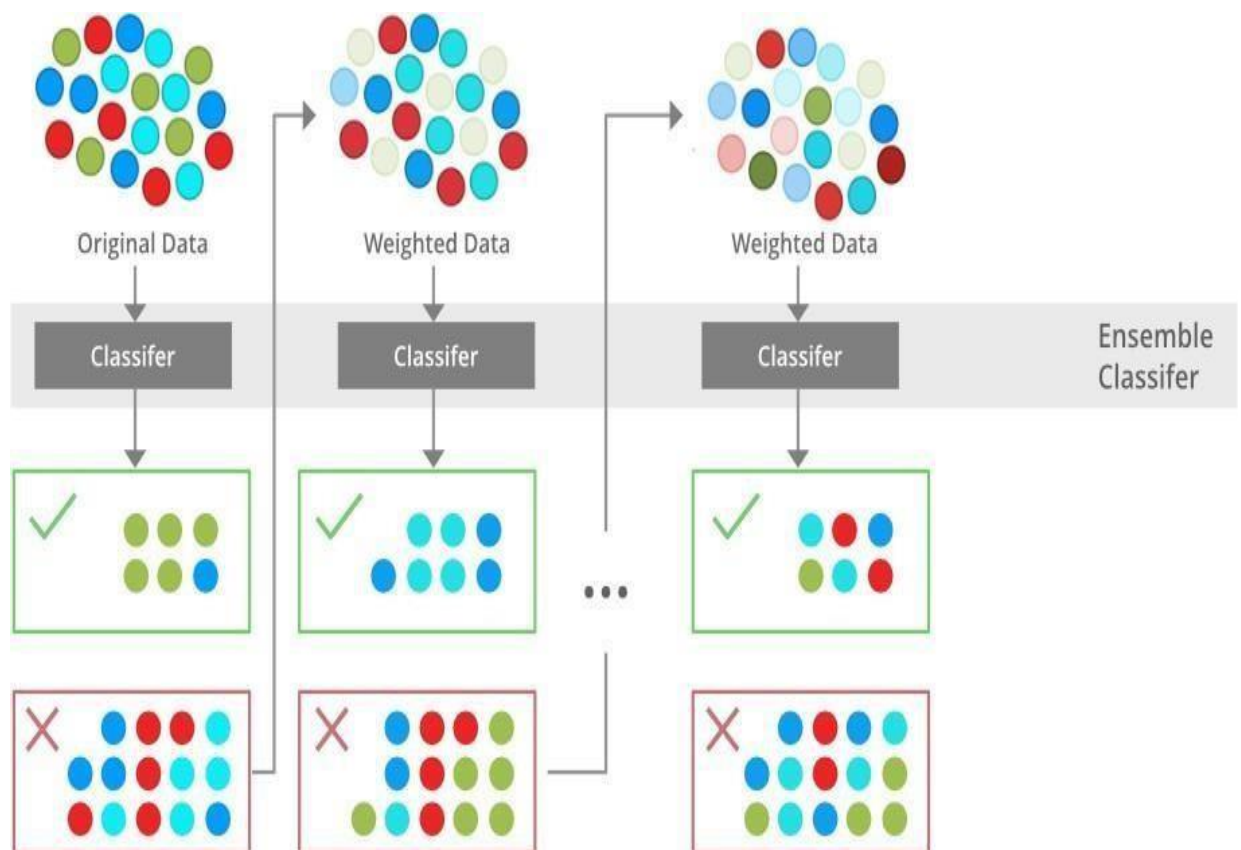 Original Data
Weighted Data
Weighted Data
Classifer
Classifer
Classifer
Ensemble
Classifer
...